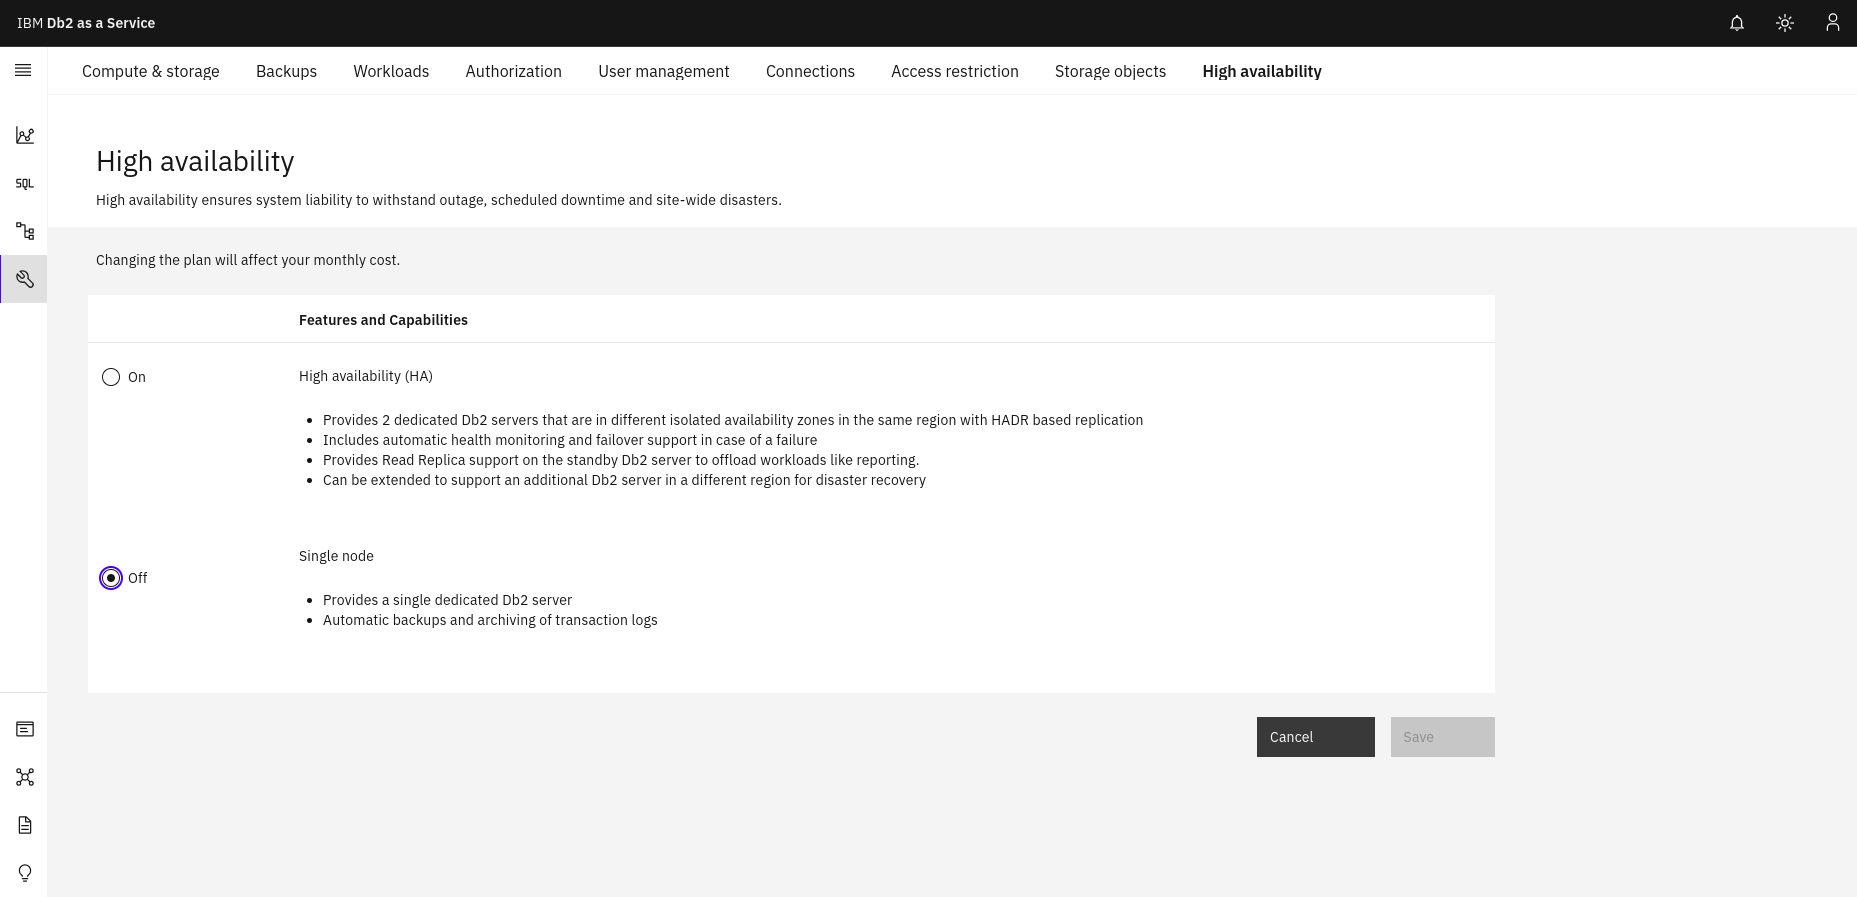 IBM Db2 as a Service
Compute & storage Backups Workloads Authorization User management Connections Access restriction Storage objects High availability
SQL
High availability
High availability ensures system liability to withstand outage, scheduled downtime and site-wide disasters.
Changing the plan will affect your monthly cost.
Features and Capabilities
On
High availability (HA)
• Provides 2 dedicated Db2 servers that are in different isolated availability zones in the same region with HADR based replication
• Includes automatic health monitoring and failover support in case of a failure
• Provides Read Replica support on the standby Db2 server to offload workloads like reporting.
• Can be extended to support an additional Db2 server in a different region for disaster recovery
Off
Single node
• Provides a single dedicated Db2 server
• Automatic backups and archiving of transaction logs
Cancel
Save